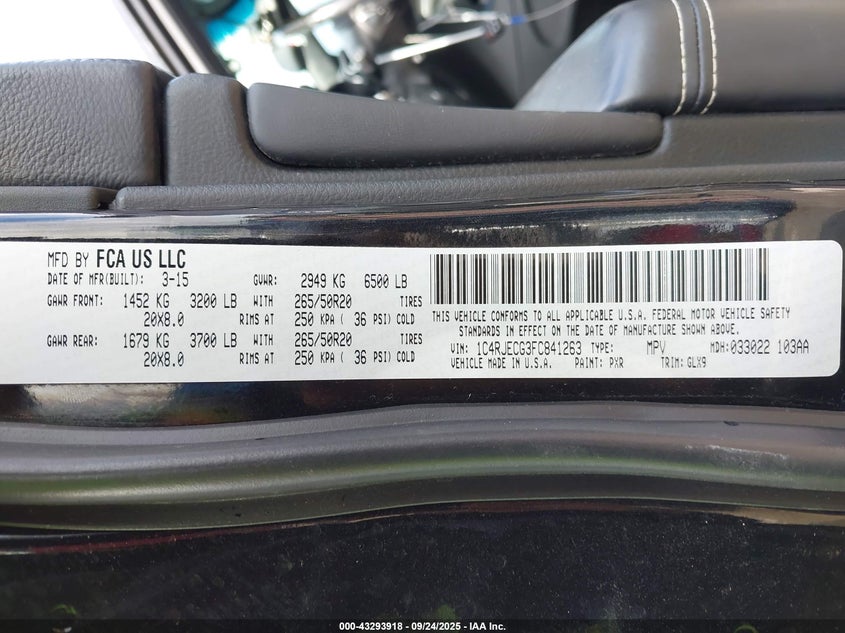 MFD BY FCA US LLC
DATE OF MFR(BUILT): 3-15 GVWR: 2949 KG 6500 LB
GAWR FRONT: 1452 KG 3200 LB WITH 265/50R20 TIRES
20X8.0 RIMS AT 250 KPA ( 36 PSI) COLD
GAWR REAR: 1679 KG 3700 LB WITH 265/50R20 TIRES
20X8.0 RIMS AT 250 KPA ( 36 PSI) COLD
THIS VEHICLE CONFORMS TO ALL APPLICABLE U.S.A. FEDERAL MOTOR VEHICLE SAFETY
STANDARDS IN EFFECT ON THE DATE OF MANUFACTURE SHOWN ABOVE.
VIN: 1C4RJECG3FC841263 TYPE: MPV MDH:033022 103AA
VEHICLE MADE IN U.S.A. PAINT: PXR TRIM: GLX9
000-43293918 - 09/24/2025 - IAA Inc.